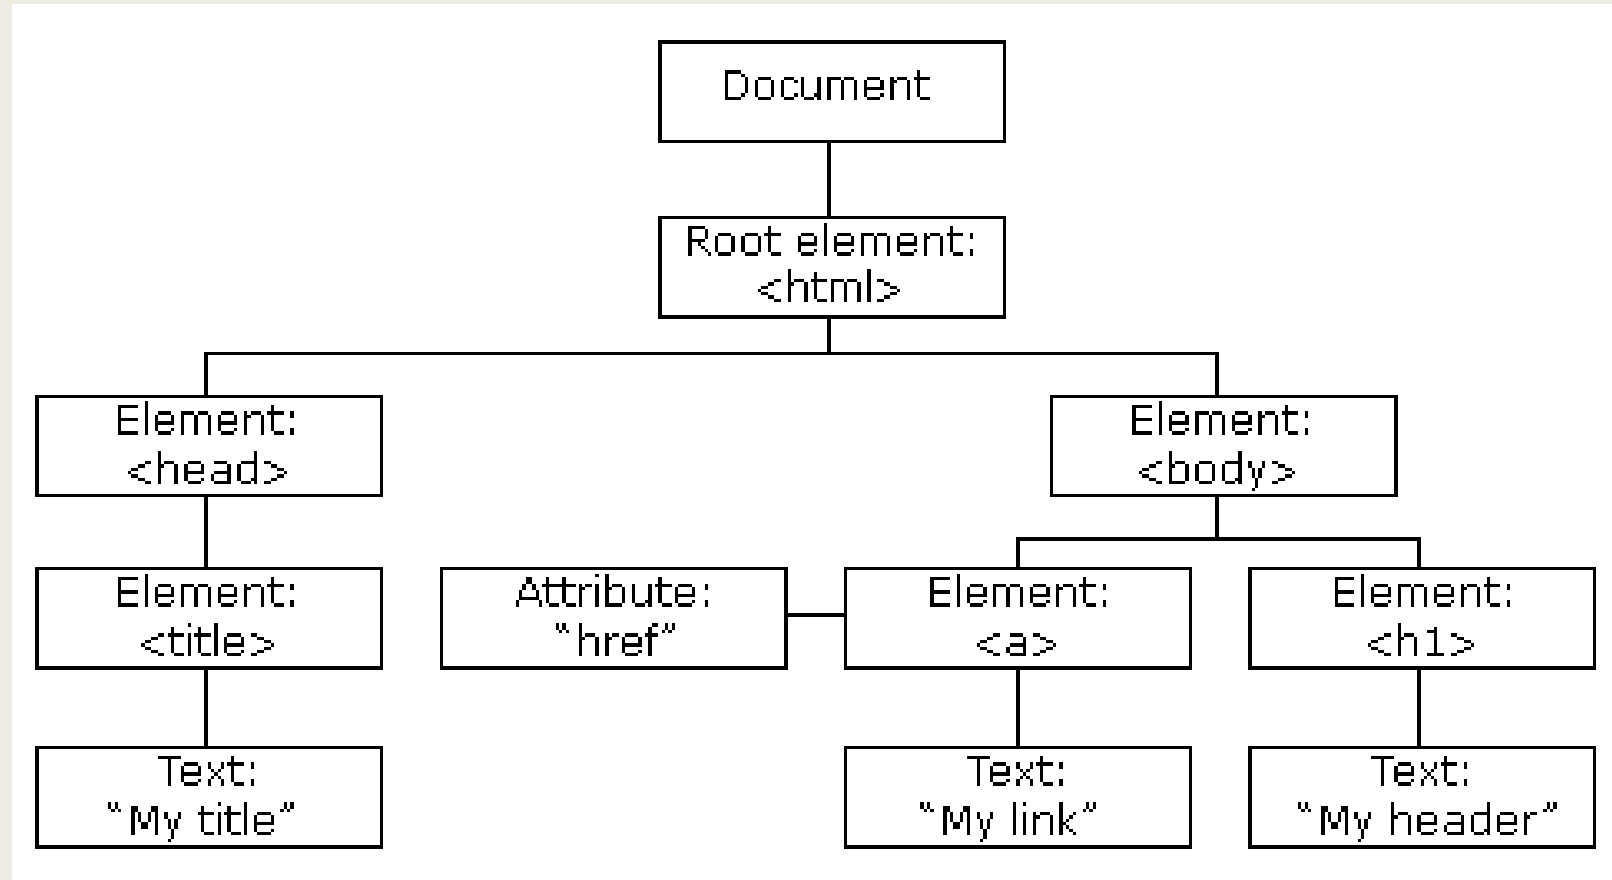 Document
Root element:
<html>
Element:
<head>
Element:
<body>
Element:
<title>
Attribute:
“href”
Element:
<a>
Element:
<h1>
Text:
“My title”
Text:
“My link”
Text:
“My header”